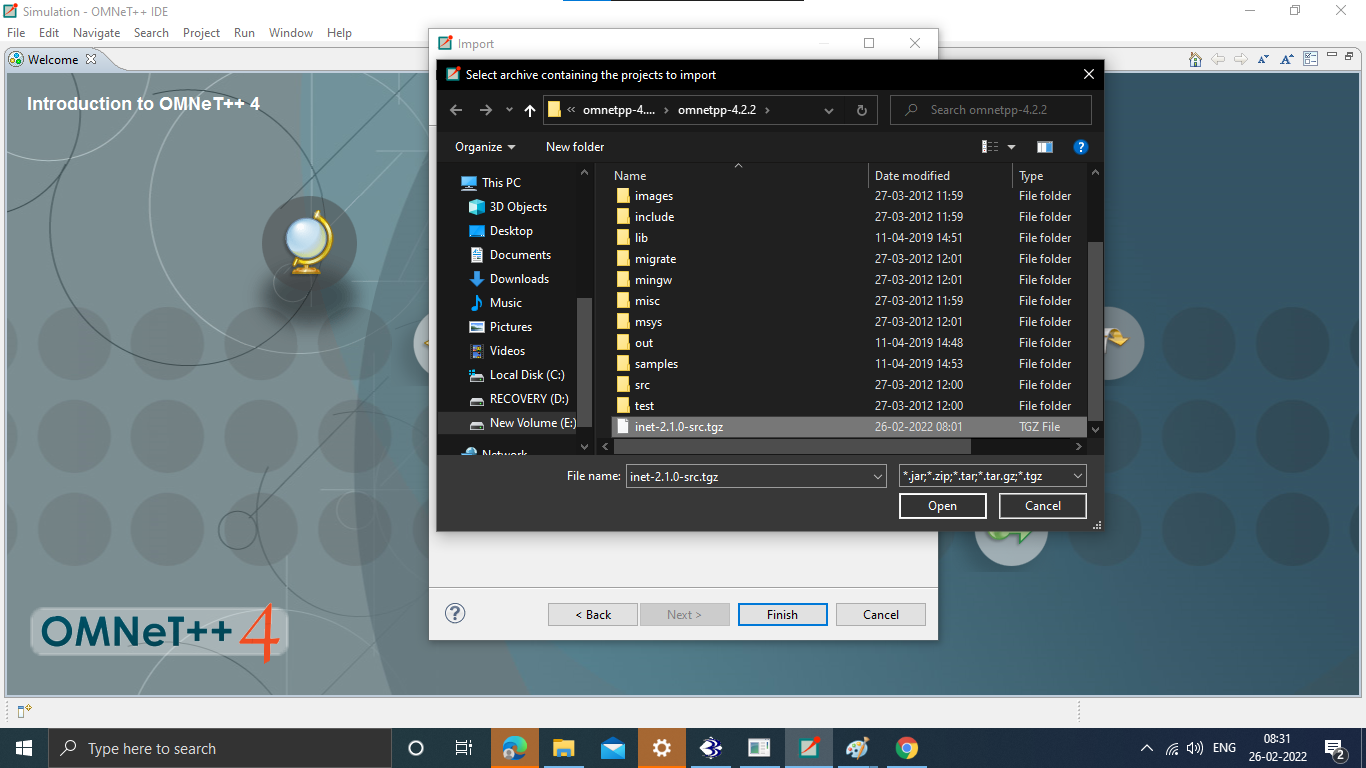 Simulation - OMNeT++ IDE
File Edit Navigate Search Project Run Window Help
Welcome
Introduction to OMNeT++ 4
Import
Select archive containing the projects to import
« omnetpp-4.... › omnetpp-4.2.2 ›
Search omnetpp-4.2.2
Organize New folder
This PC
3D Objects
Desktop
Documents
Downloads
Music
Pictures
Videos
Local Disk (C:)
RECOVERY (D:)
New Volume (E:)
Network
Name Date modified Type
images 27-03-2012 11:59 File folder
include 27-03-2012 11:59 File folder
lib 11-04-2019 14:51 File folder
migrate 27-03-2012 12:01 File folder
mingw 27-03-2012 12:01 File folder
misc 27-03-2012 11:59 File folder
msys 27-03-2012 12:01 File folder
out 11-04-2019 14:48 File folder
samples 11-04-2019 14:53 File folder
src 27-03-2012 12:00 File folder
test 27-03-2012 12:00 File folder
inet-2.1.0-src.tgz 26-02-2022 08:01 TGZ File
File name: inet-2.1.0-src.tgz *.jar;*.zip;*.tar;*.tar.gz;*.tgz
Open Cancel
< Back Next > Finish Cancel
OMNeT++ 4
Type here to search
ENG
08:31
26-02-2022
2